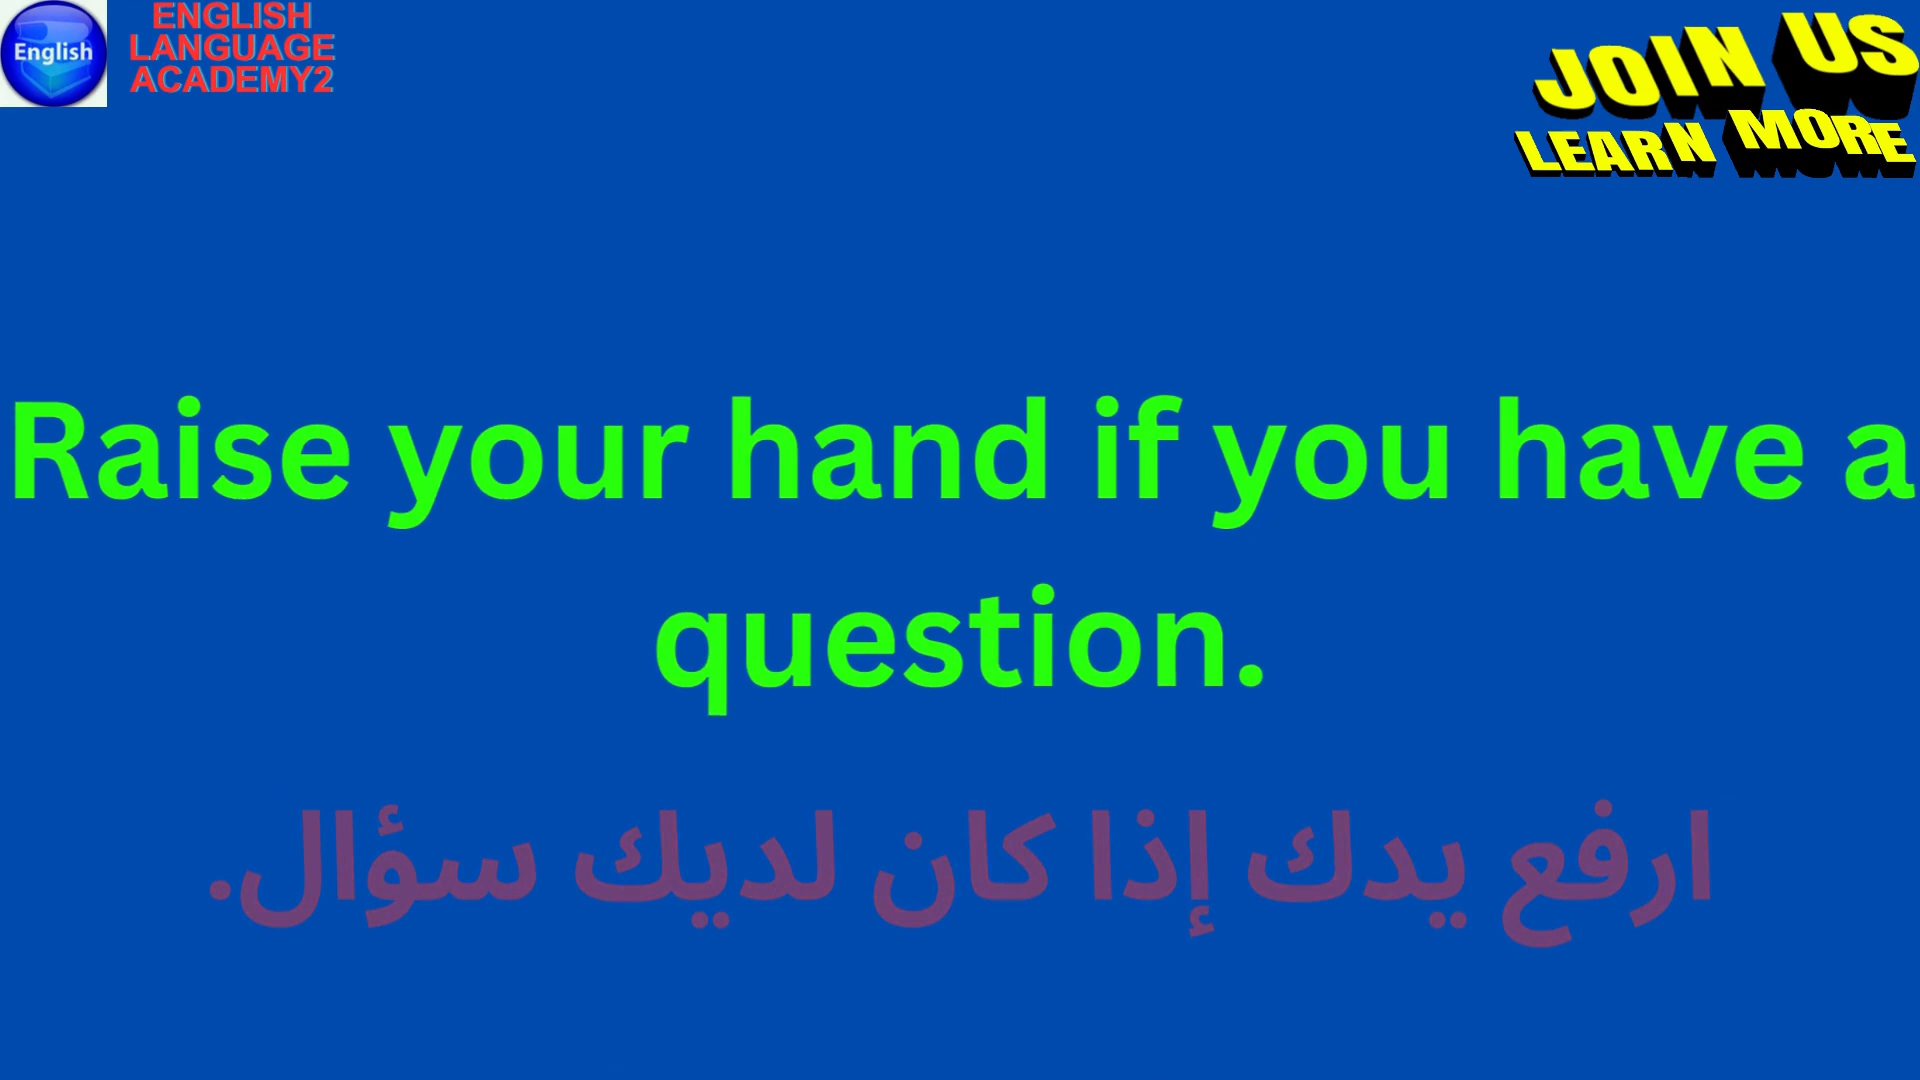 English
ENGLISH
LANGUAGE
ACADEMY2
JOIN US
LEARN MORE
Raise your hand if you have a
question.
ارفع يدك إذا كان لديك سؤال.